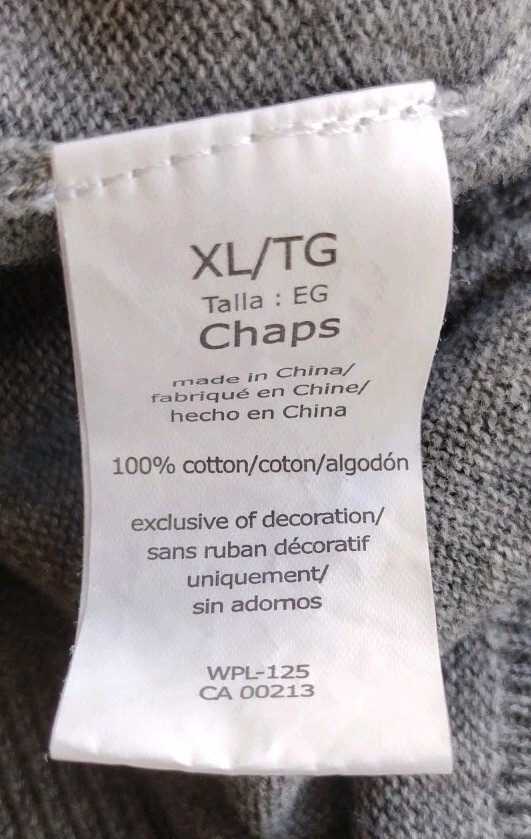 XL/TG
Talla : EG
Chaps
made in China/
fabriqué en Chine/
hecho en China
100% cotton/coton/algodón
exclusive of decoration/
sans ruban décoratif
uniquement/
sin adornos
WPL-125
CA 00213